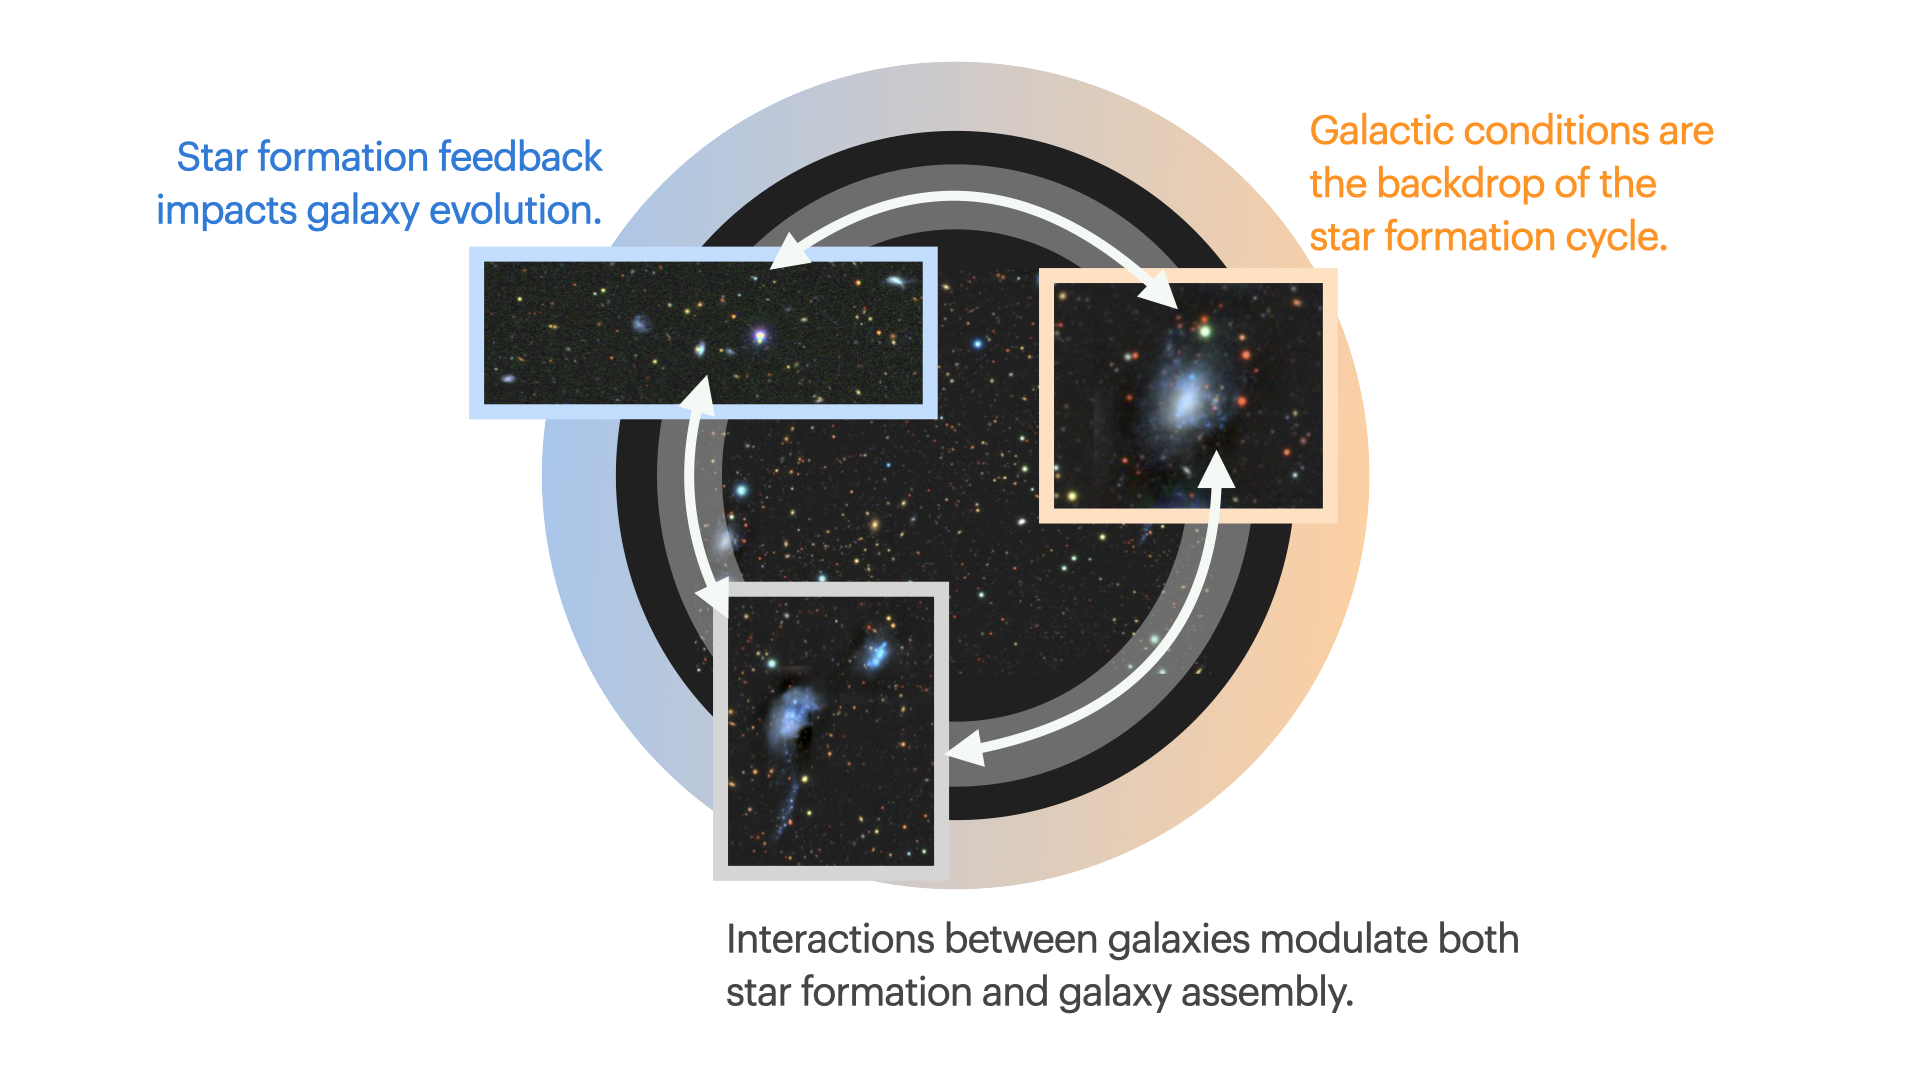 Star formation feedback
impacts galaxy evolution.
Galactic conditions are
the backdrop of the
star formation cycle.
Interactions between galaxies modulate both
star formation and galaxy assembly.